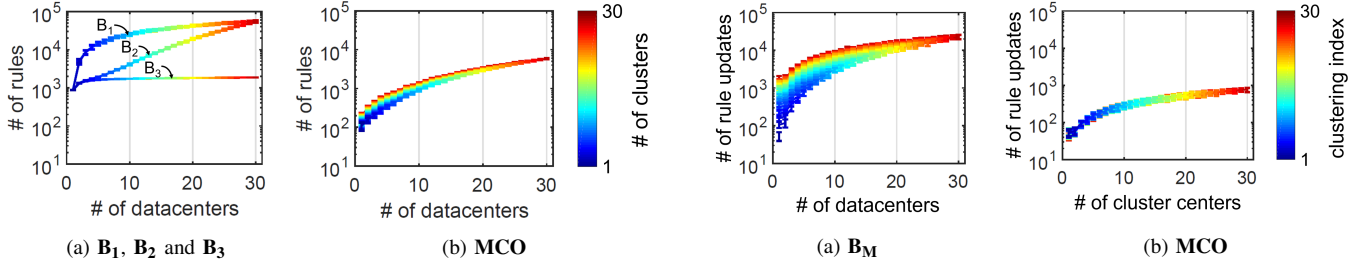 10^5
10^4
10^3
10^2
10^1
# of rules
B1
B2
B3
0 10 20 30
# of datacenters
(a) B1, B2 and B3
10^5
10^4
10^3
10^2
10^1
# of rules
0 10 20 30
# of datacenters
30
1
# of clusters
(b) MCO
10^5
10^4
10^3
10^2
10^1
# of rule updates
0 10 20 30
# of datacenters
(a) BM
10^5
10^4
10^3
10^2
10^1
# of rule updates
0 10 20 30
# of cluster centers
30
1
clustering index
(b) MCO